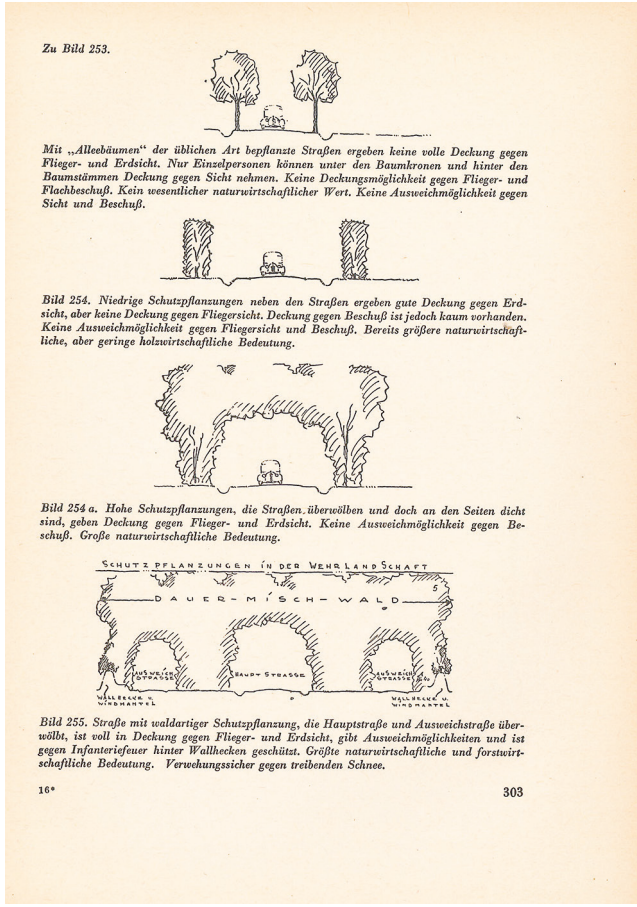 Zu Bild 253.
Mit „Alleebäumen“ der üblichen Art bepflanzte Straßen ergeben keine volle Deckung gegen
Flieger- und Erdsicht. Nur Einzelpersonen können unter den Baumkronen und hinter den
Baumstämmen Deckung gegen Sicht nehmen. Keine Deckungsmöglichkeit gegen Flieger- und
Flachbeschuß. Kein wesentlicher naturwirtschaftlicher Wert. Keine Ausweichmöglichkeit gegen
Sicht und Beschuß.
Bild 254. Niedrige Schutzpflanzungen neben den Straßen ergeben gute Deckung gegen Erd-
sicht, aber keine Deckung gegen Fliegersicht. Deckung gegen Beschuß ist jedoch kaum vorhanden.
Keine Ausweichmöglichkeit gegen Fliegersicht und Beschuß. Bereits größere naturwirtschaft-
liche, aber geringe holzwirtschaftliche Bedeutung.
Bild 254 a. Hohe Schutzpflanzungen, die Straßen überwölben und doch an den Seiten dicht
sind, geben Deckung gegen Flieger- und Erdsicht. Keine Ausweichmöglichkeit gegen Be-
schuß. Große naturwirtschaftliche Bedeutung.
SCHUTZPFLANZUNGEN IN DER WEHRLANDSCHAFT
5
DAUER-MISCH-WALD
AUSWEICH
STRASSE
HAUPTSTRASSE
AUSWEICH
STRASSE
WALLHECKE U.
WINDMANTEL
WALLHECKE U.
WINDMANTEL
Bild 255. Straße mit waldartiger Schutzpflanzung, die Hauptstraße und Ausweichstraße über-
wölbt, ist voll in Deckung gegen Flieger- und Erdsicht, gibt Ausweichmöglichkeiten und ist
gegen Infanteriefeuer hinter Wallhecken geschützt. Größte naturwirtschaftliche und forstwirt-
schaftliche Bedeutung. Verwehungssicher gegen treibenden Schnee.
16*
303